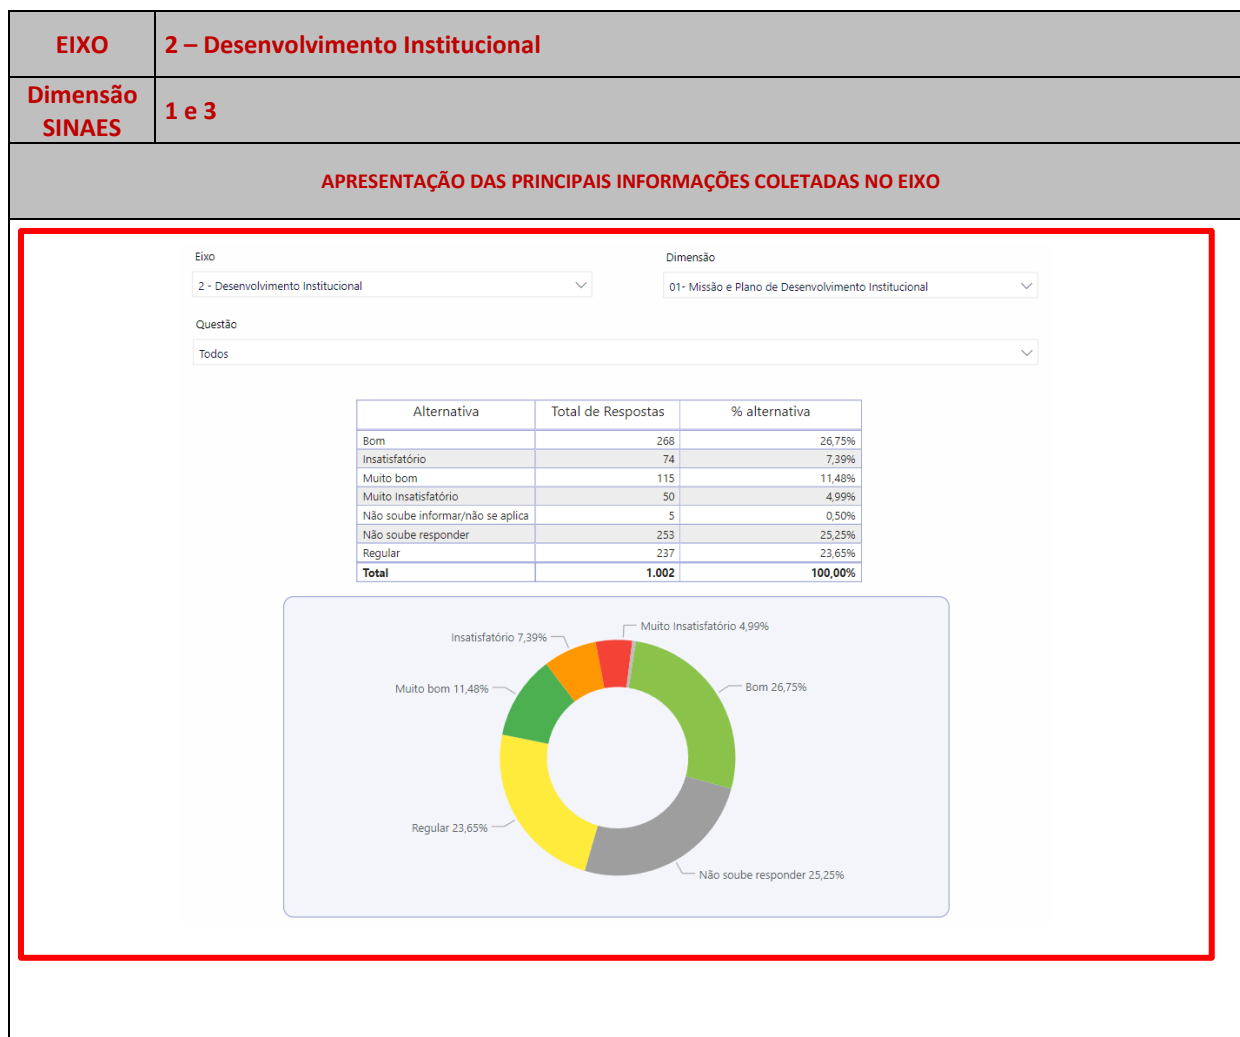 EIXO 2 – Desenvolvimento Institucional
Dimensão SINAES 1 e 3
APRESENTAÇÃO DAS PRINCIPAIS INFORMAÇÕES COLETADAS NO EIXO
Eixo Dimensão
2 - Desenvolvimento Institucional 01- Missão e Plano de Desenvolvimento Institucional
Questão
Todos
Alternativa Total de Respostas % alternativa
Bom 268 26,75%
Insatisfatório 74 7,39%
Muito bom 115 11,48%
Muito Insatisfatório 50 4,99%
Não soube informar/não se aplica 5 0,50%
Não soube responder 253 25,25%
Regular 237 23,65%
Total 1.002 100,00%
Muito Insatisfatório 4,99%
Insatisfatório 7,39%
Bom 26,75%
Muito bom 11,48%
Regular 23,65%
Não soube responder 25,25%